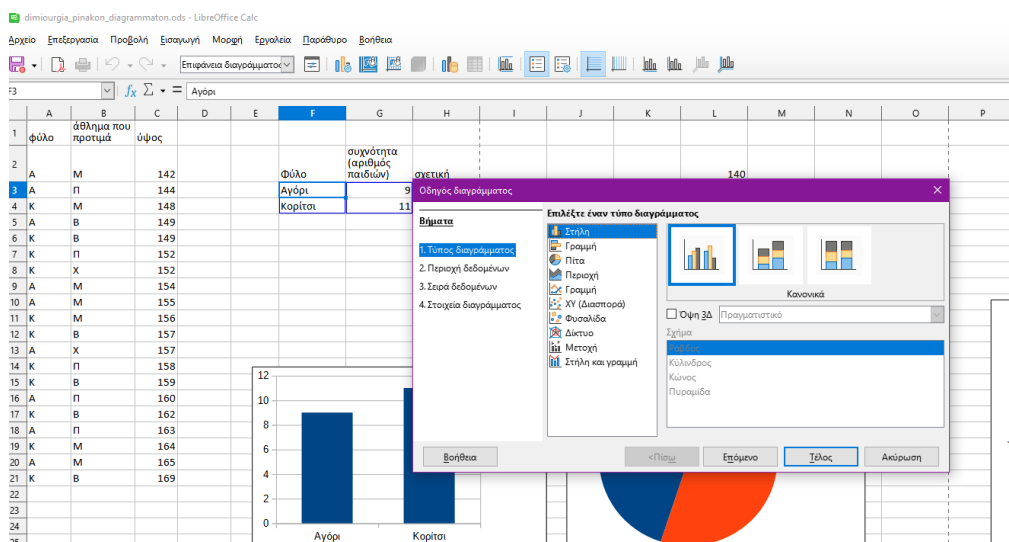 dimiourgia_pinakon_diagrammaton.ods - LibreOffice Calc
Αρχείο Επεξεργασία Προβολή Εισαγωγή Μορφή Εργαλεία Παράθυρο Βοήθεια
Επιφάνεια διαγράμματος
F3 fx Σ = Αγόρι
A B C D E F G H I J K L M N O P
1 φύλο άθλημα που προτιμά ύψος
2 Α Μ 142 Φύλο συχνότητα (αριθμός παιδιών) σχετική 140
3 Α Π 144 Αγόρι 9
4 Κ Μ 148 Κορίτσι 11
5 Α Β 149
6 Κ Β 149
7 Κ Π 152
8 Κ Χ 152
9 Α Μ 154
10 Α Μ 155
11 Κ Μ 156
12 Κ Β 157
13 Α Χ 157
14 Κ Π 158
15 Κ Β 159
16 Α Π 160
17 Κ Β 162
18 Α Π 163
19 Κ Μ 164
20 Α Μ 165
21 Κ Β 169
22
23
24
25
Οδηγός διαγράμματος
Βήματα
1. Τύπος διαγράμματος
2. Περιοχή δεδομένων
3. Σειρά δεδομένων
4. Στοιχεία διαγράμματος
Επιλέξτε έναν τύπο διαγράμματος
Στήλη
Γραμμή
Πίτα
Περιοχή
Γραμμή
XY (Διασπορά)
Φυσαλίδα
Δίκτυο
Μετοχή
Στήλη και γραμμή
Κανονικά
Όψη 3Δ Πραγματιστικό
Σχήμα
Ράβδος
Κύλινδρος
Κώνος
Πυραμίδα
Βοήθεια <Πίσω Επόμενο Τέλος Ακύρωση
12
10
8
6
4
2
0
Αγόρι Κορίτσι